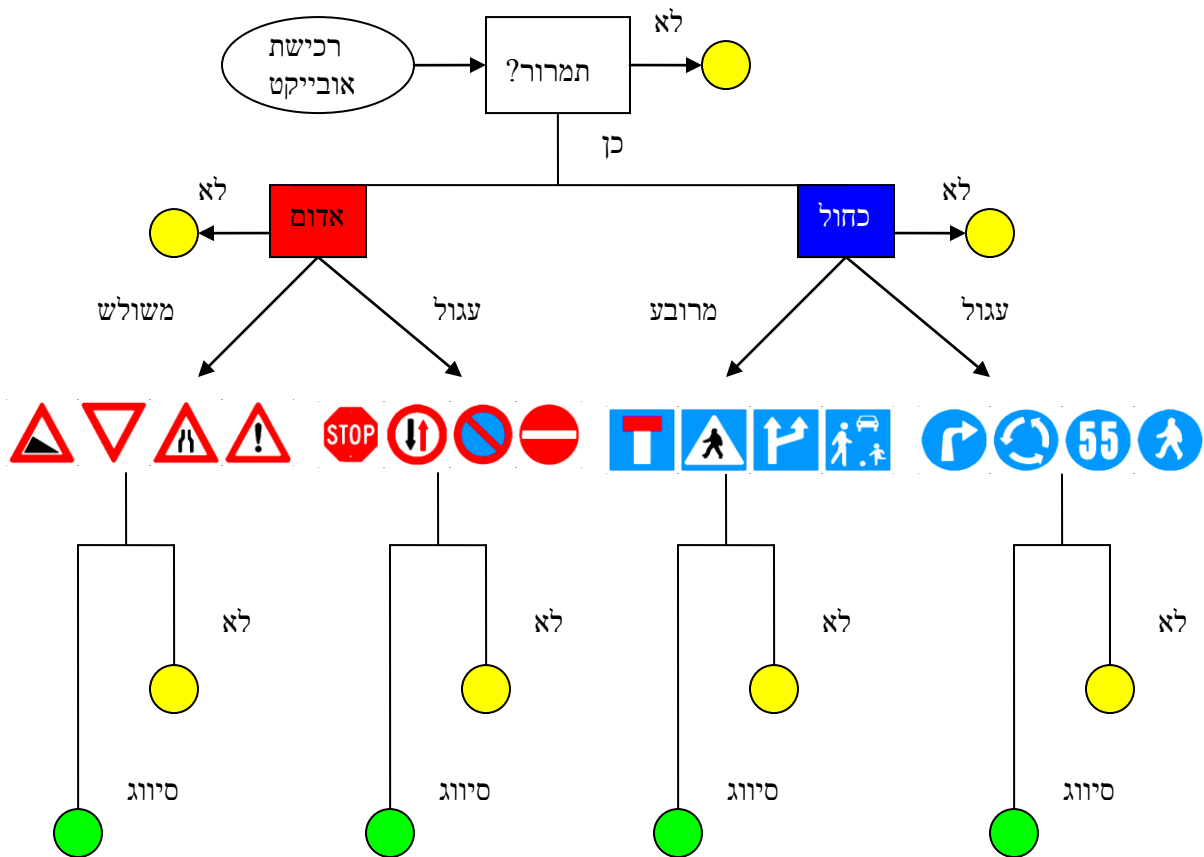 רכישת
אובייקט
תמרור?
לא
כן
לא
אדום
כחול
לא
משולש
עגול
מרובע
עגול
STOP
55
לא
לא
לא
לא
סיווג
סיווג
סיווג
סיווג